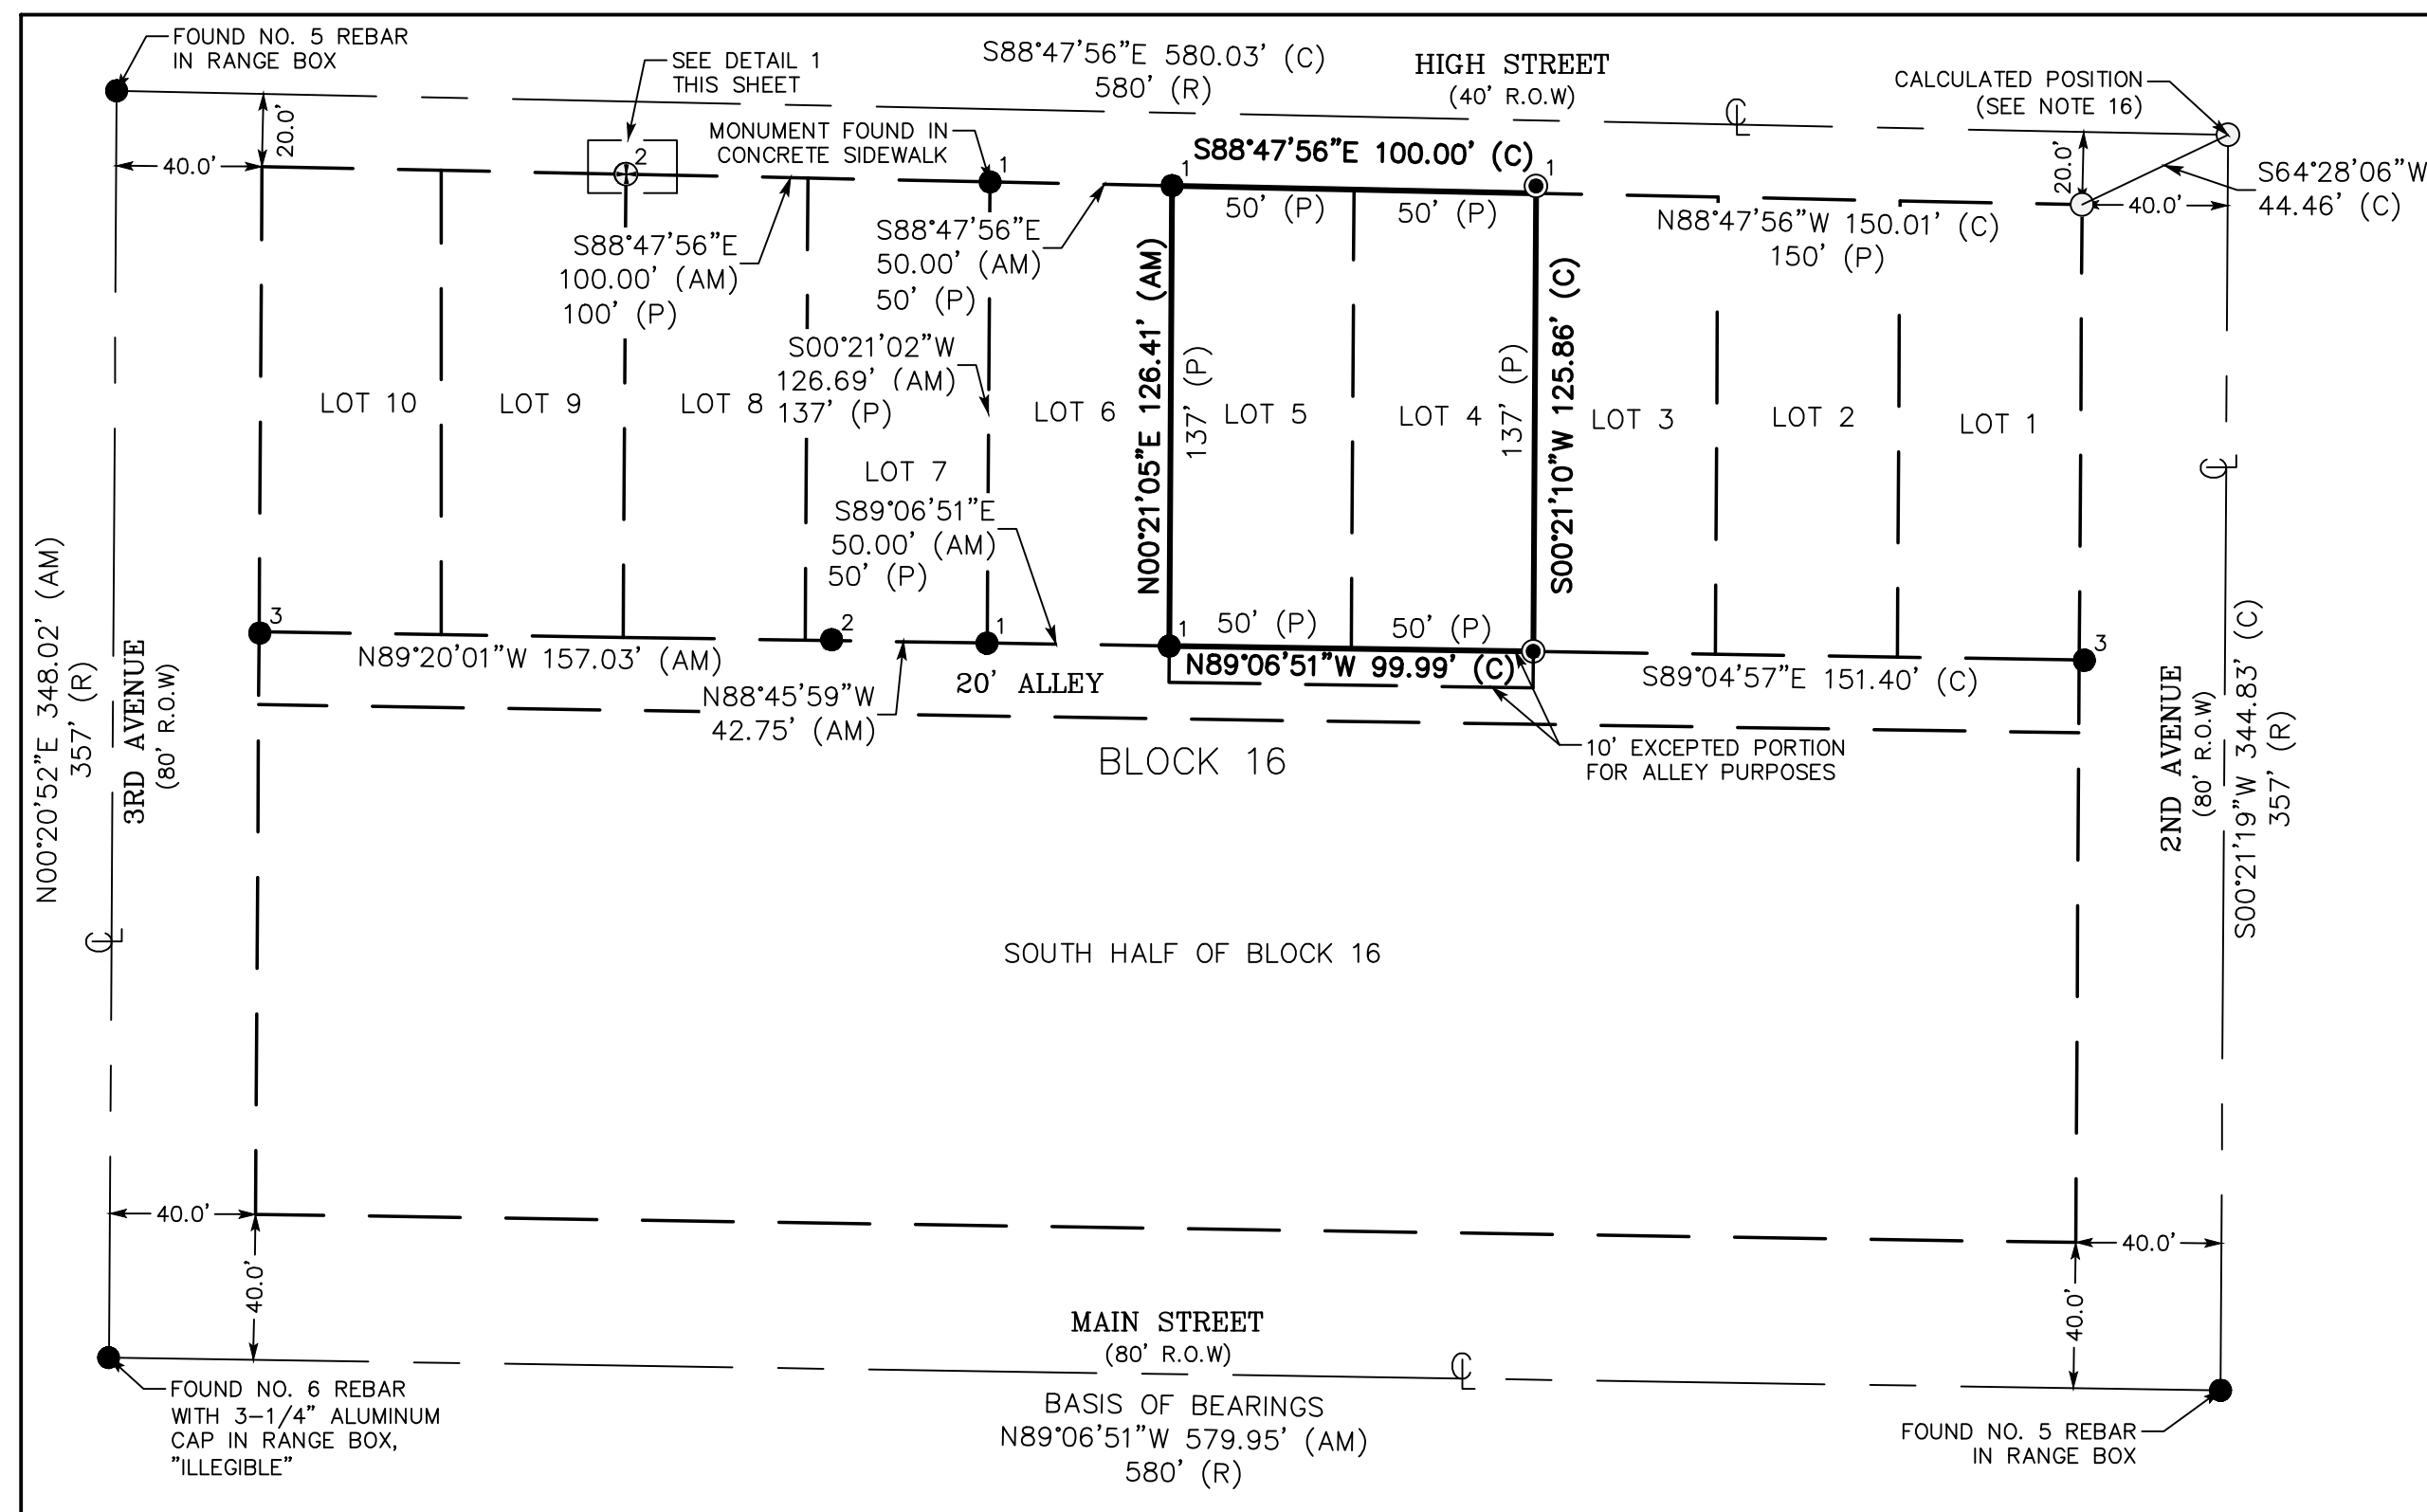 FOUND NO. 5 REBAR
IN RANGE BOX
SEE DETAIL 1
THIS SHEET
S88°47'56"E 580.03' (C)
580' (R)
HIGH STREET
(40' R.O.W)
CL
CALCULATED POSITION
(SEE NOTE 16)
20.0'
40.0'
2
MONUMENT FOUND IN
CONCRETE SIDEWALK
1
1
S88°47'56"E 100.00' (C)
1
50' (P)
50' (P)
20.0'
40.0'
S64°28'06"W
44.46' (C)
N88°47'56"W 150.01' (C)
150' (P)
S88°47'56"E
100.00' (AM)
100' (P)
S88°47'56"E
50.00' (AM)
50' (P)
S00°21'02"W
126.69' (AM)
137' (P)
N00°21'05"E 126.41' (AM)
137' (P)
137' (P)
S00°21'10"W 125.86' (C)
LOT 10
LOT 9
LOT 8
LOT 7
LOT 6
LOT 5
LOT 4
LOT 3
LOT 2
LOT 1
CL
S89°06'51"E
50.00' (AM)
50' (P)
3
2
1
1
50' (P)
50' (P)
3
N89°20'01"W 157.03' (AM)
N89°06'51"W 99.99' (C)
S89°04'57"E 151.40' (C)
N88°45'59"W
42.75' (AM)
20' ALLEY
10' EXCEPTED PORTION
FOR ALLEY PURPOSES
BLOCK 16
N00°20'52"E 348.02' (AM)
357' (R)
3RD AVENUE
(80' R.O.W)
CL
2ND AVENUE
(80' R.O.W)
S00°21'19"W 344.83' (C)
357' (R)
SOUTH HALF OF BLOCK 16
40.0'
40.0'
40.0'
40.0'
MAIN STREET
(80' R.O.W)
CL
BASIS OF BEARINGS
N89°06'51"W 579.95' (AM)
580' (R)
FOUND NO. 6 REBAR
WITH 3-1/4" ALUMINUM
CAP IN RANGE BOX,
"ILLEGIBLE"
FOUND NO. 5 REBAR
IN RANGE BOX